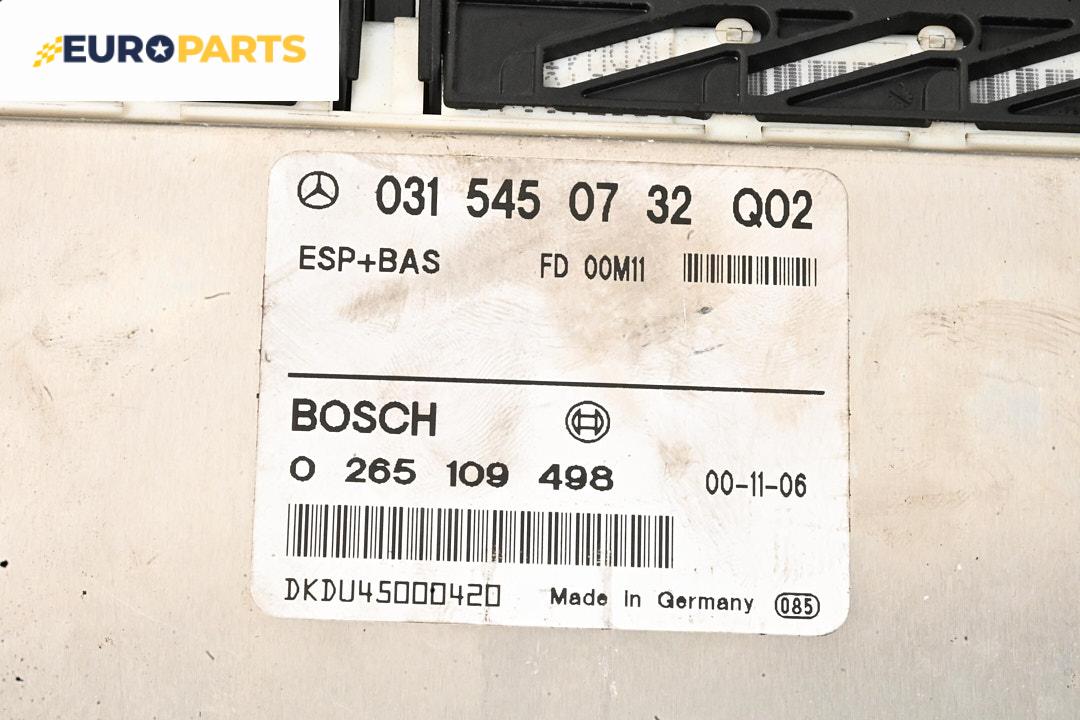 EUROPARTS
031 545 07 32 Q02
ESP+BAS FD 00M11
BOSCH
0 265 109 498 00-11-06
DKDU45000420 Made in Germany 085